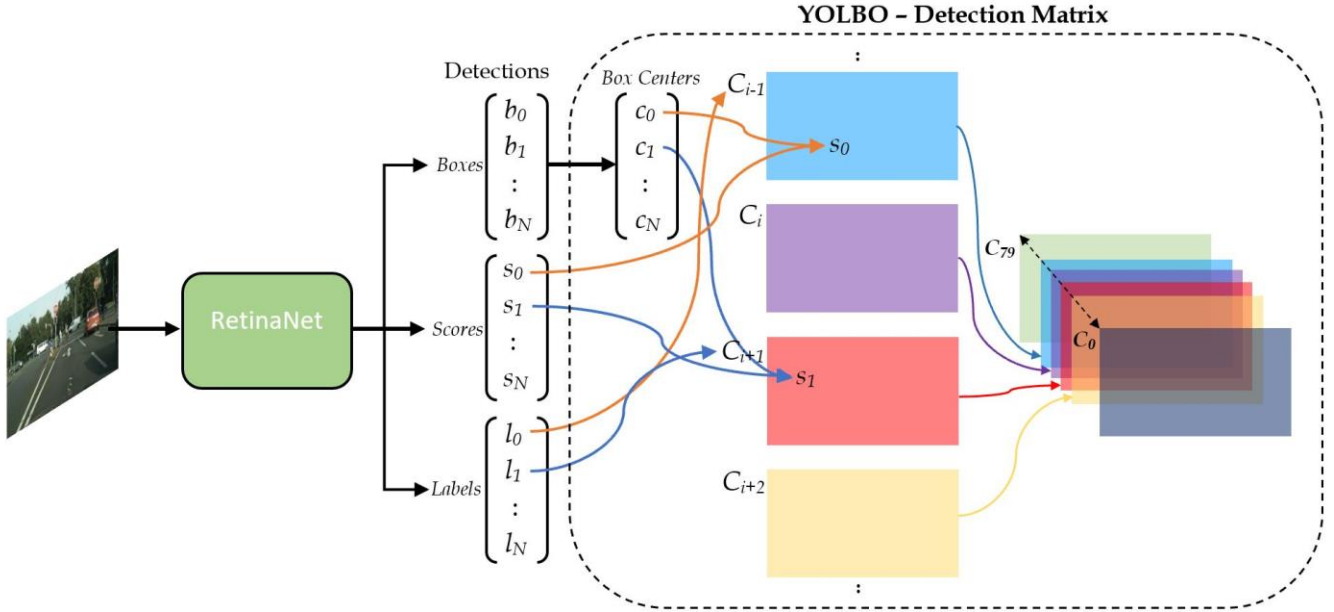 YOLBO – Detection Matrix
Detections
Box Centers
Boxes
b0
b1
:
bN
c0
c1
:
cN
Scores
s0
s1
:
sN
Labels
l0
l1
:
lN
RetinaNet
:
Ci-1
s0
Ci
Ci+1
s1
Ci+2
:
C79
C0